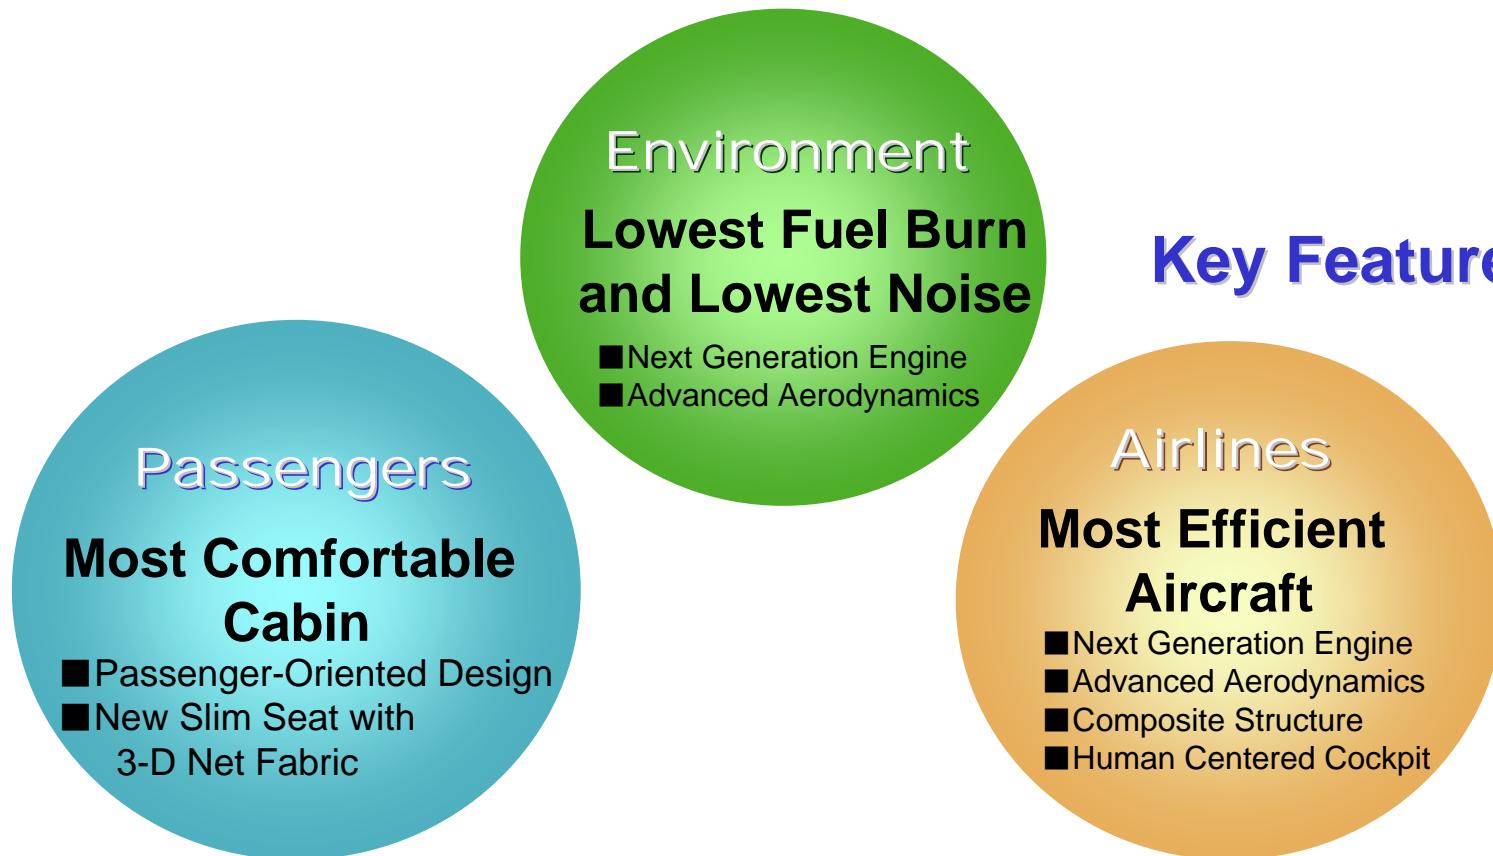 Environment
Lowest Fuel Burn
and Lowest Noise
■Next Generation Engine
■Advanced Aerodynamics
Key Feature
Passengers
Most Comfortable
Cabin
■Passenger-Oriented Design
■New Slim Seat with
3-D Net Fabric
Airlines
Most Efficient
Aircraft
■Next Generation Engine
■Advanced Aerodynamics
■Composite Structure
■Human Centered Cockpit